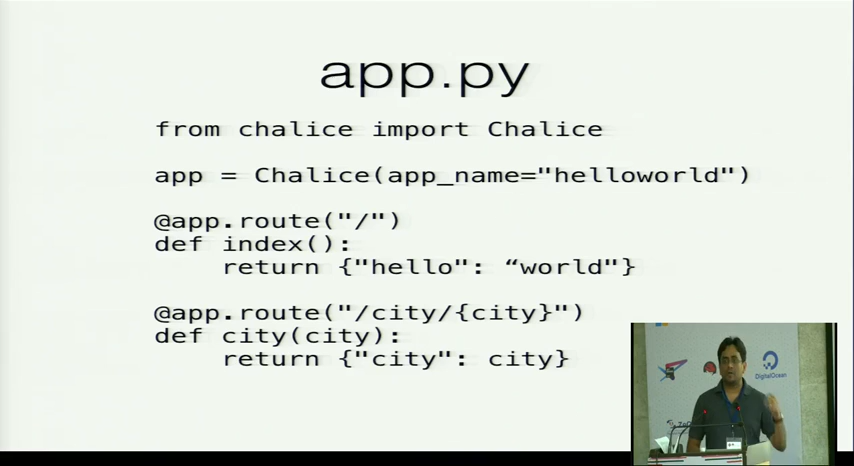 app.py
from chalice import Chalice
app = Chalice(app_name="helloworld")
@app.route("/")
def index():
return {"hello": “world"}
@app.route("/city/{city}")
def city(city):
return {"city": city}
DigitalOcean